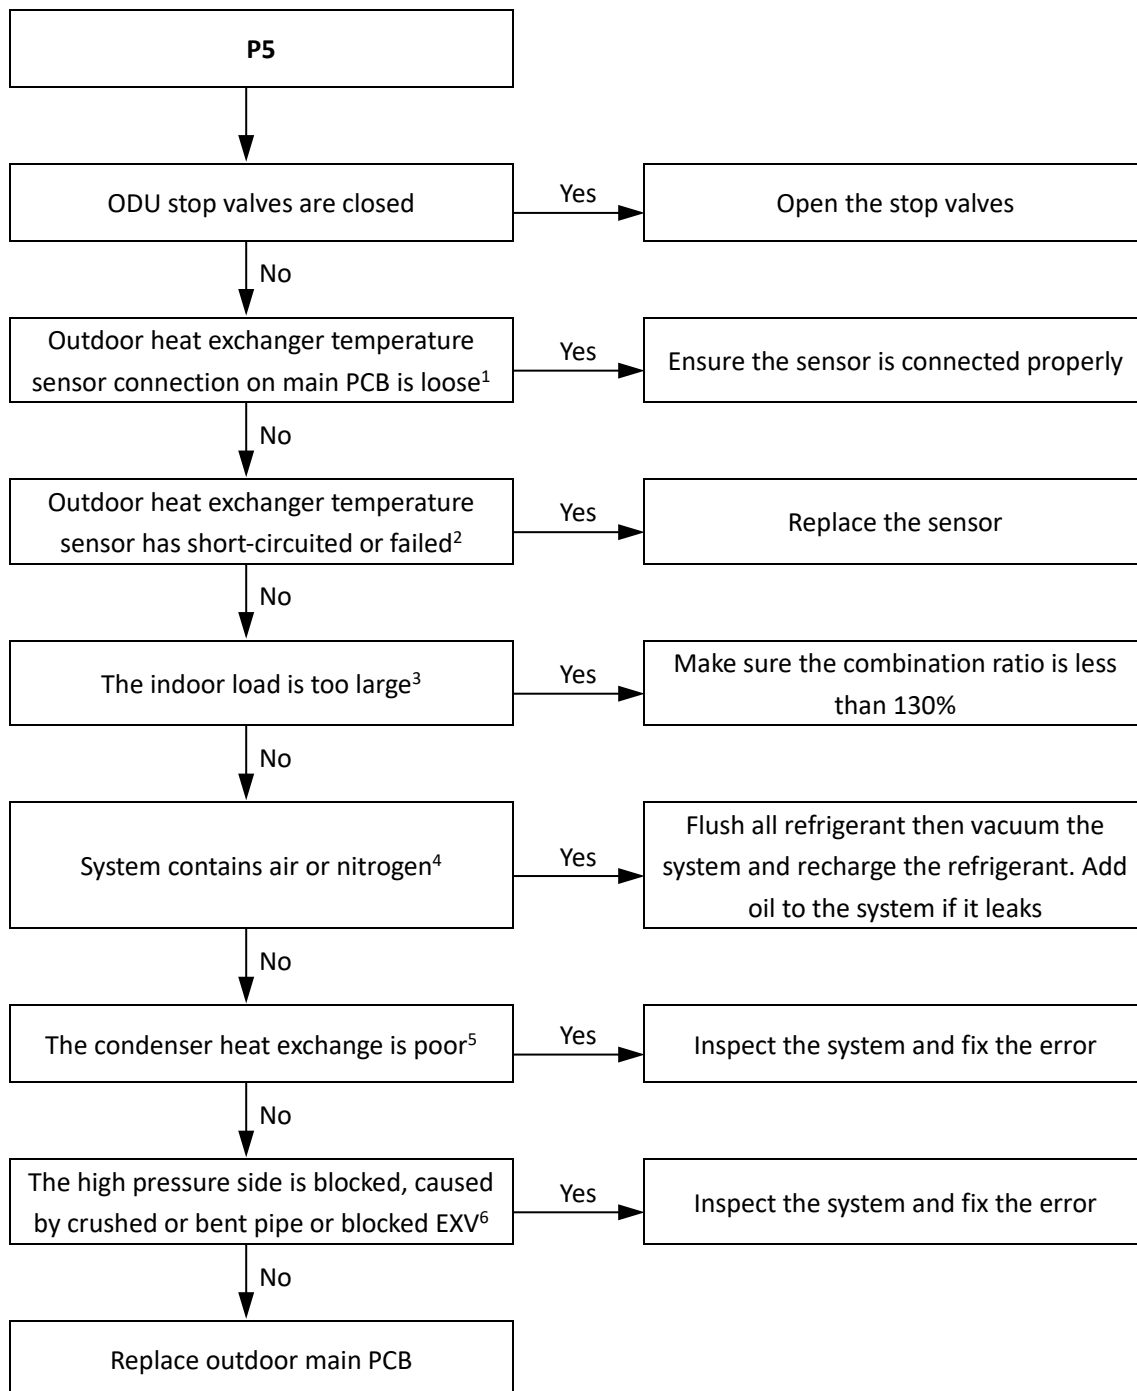 P5
ODU stop valves are closed
Yes
Open the stop valves
No
Outdoor heat exchanger temperature
sensor connection on main PCB is loose1
Yes
Ensure the sensor is connected properly
No
Outdoor heat exchanger temperature
sensor has short-circuited or failed2
Yes
Replace the sensor
No
The indoor load is too large3
Yes
Make sure the combination ratio is less
than 130%
No
System contains air or nitrogen4
Yes
Flush all refrigerant then vacuum the
system and recharge the refrigerant. Add
oil to the system if it leaks
No
The condenser heat exchange is poor5
Yes
Inspect the system and fix the error
No
The high pressure side is blocked, caused
by crushed or bent pipe or blocked EXV6
Yes
Inspect the system and fix the error
No
Replace outdoor main PCB